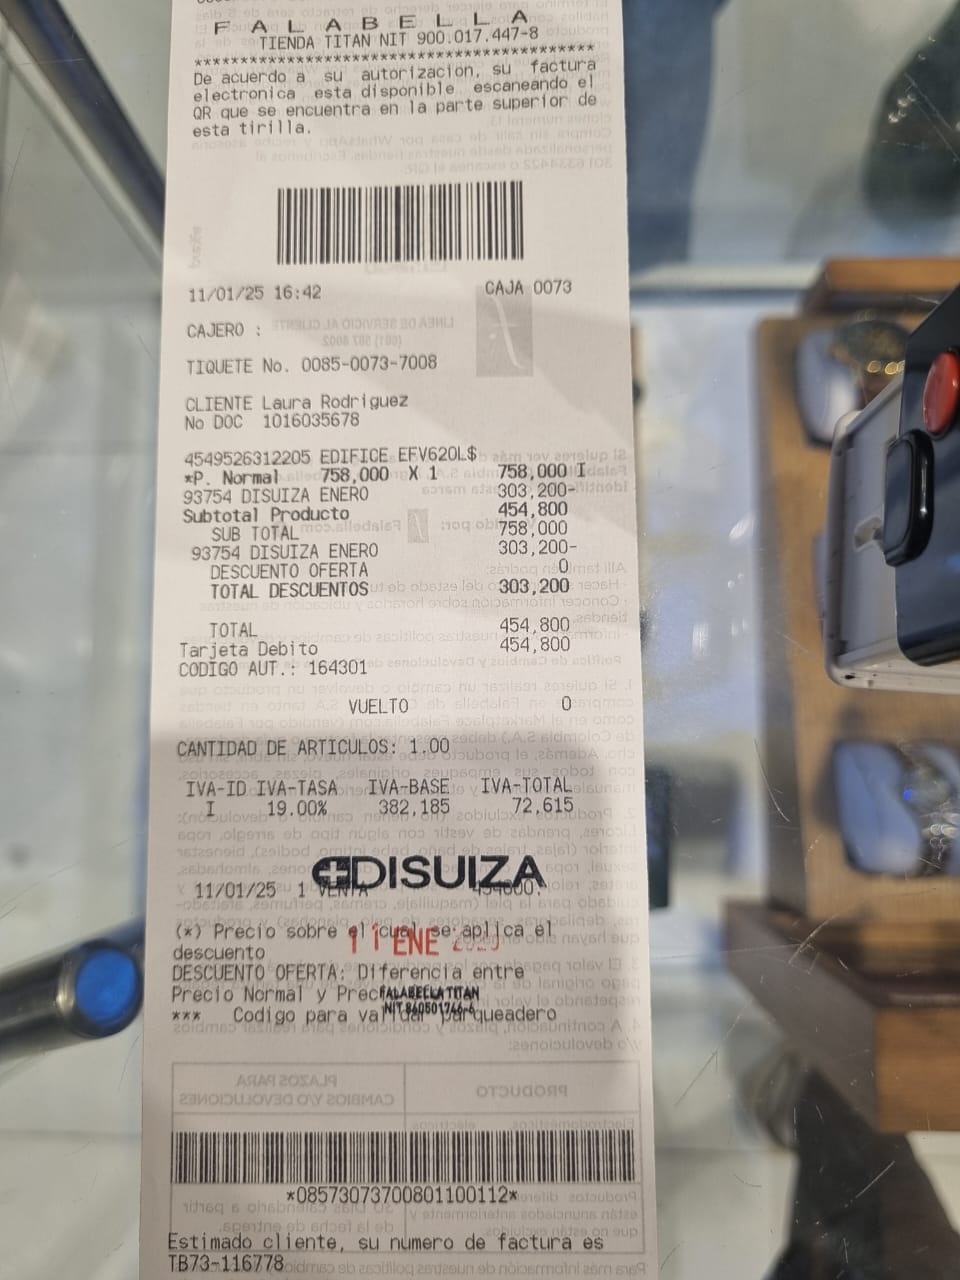 F A L A B E L L A
TIENDA TITAN NIT 900.017.447-8
******************************************
De acuerdo a su autorizacion, su factura
electronica esta disponible escaneando el
QR que se encuentra en la parte superior de
esta tirilla.
11/01/25 16:42 CAJA 0073
CAJERO :
TIQUETE No. 0085-0073-7008
CLIENTE Laura Rodriguez
No DOC 1016035678
4549526312205 EDIFICE EFV620L$
*P. Normal 758,000 X 1 758,000 I
93754 DISUIZA ENERO 303,200-
Subtotal Producto 454,800
SUB TOTAL 758,000
93754 DISUIZA ENERO 303,200-
DESCUENTO OFERTA 0
TOTAL DESCUENTOS 303,200
TOTAL 454,800
Tarjeta Debito 454,800
CODIGO AUT.: 164301
VUELTO 0
CANTIDAD DE ARTICULOS: 1.00
IVA-ID IVA-TASA IVA-BASE IVA-TOTAL
I 19.00% 382,185 72,615
DISUIZA
11/01/25 1 VENTA 454800.
(*) Precio sobre el cual se aplica el
11 ENE
descuento
DESCUENTO OFERTA: Diferencia entre
Precio Normal y
FALABELLA TITAN
NIT.
*** Codigo para validar parqueadero
*08573073700801100112*
Estimado cliente, su numero de factura es
TB73-116778